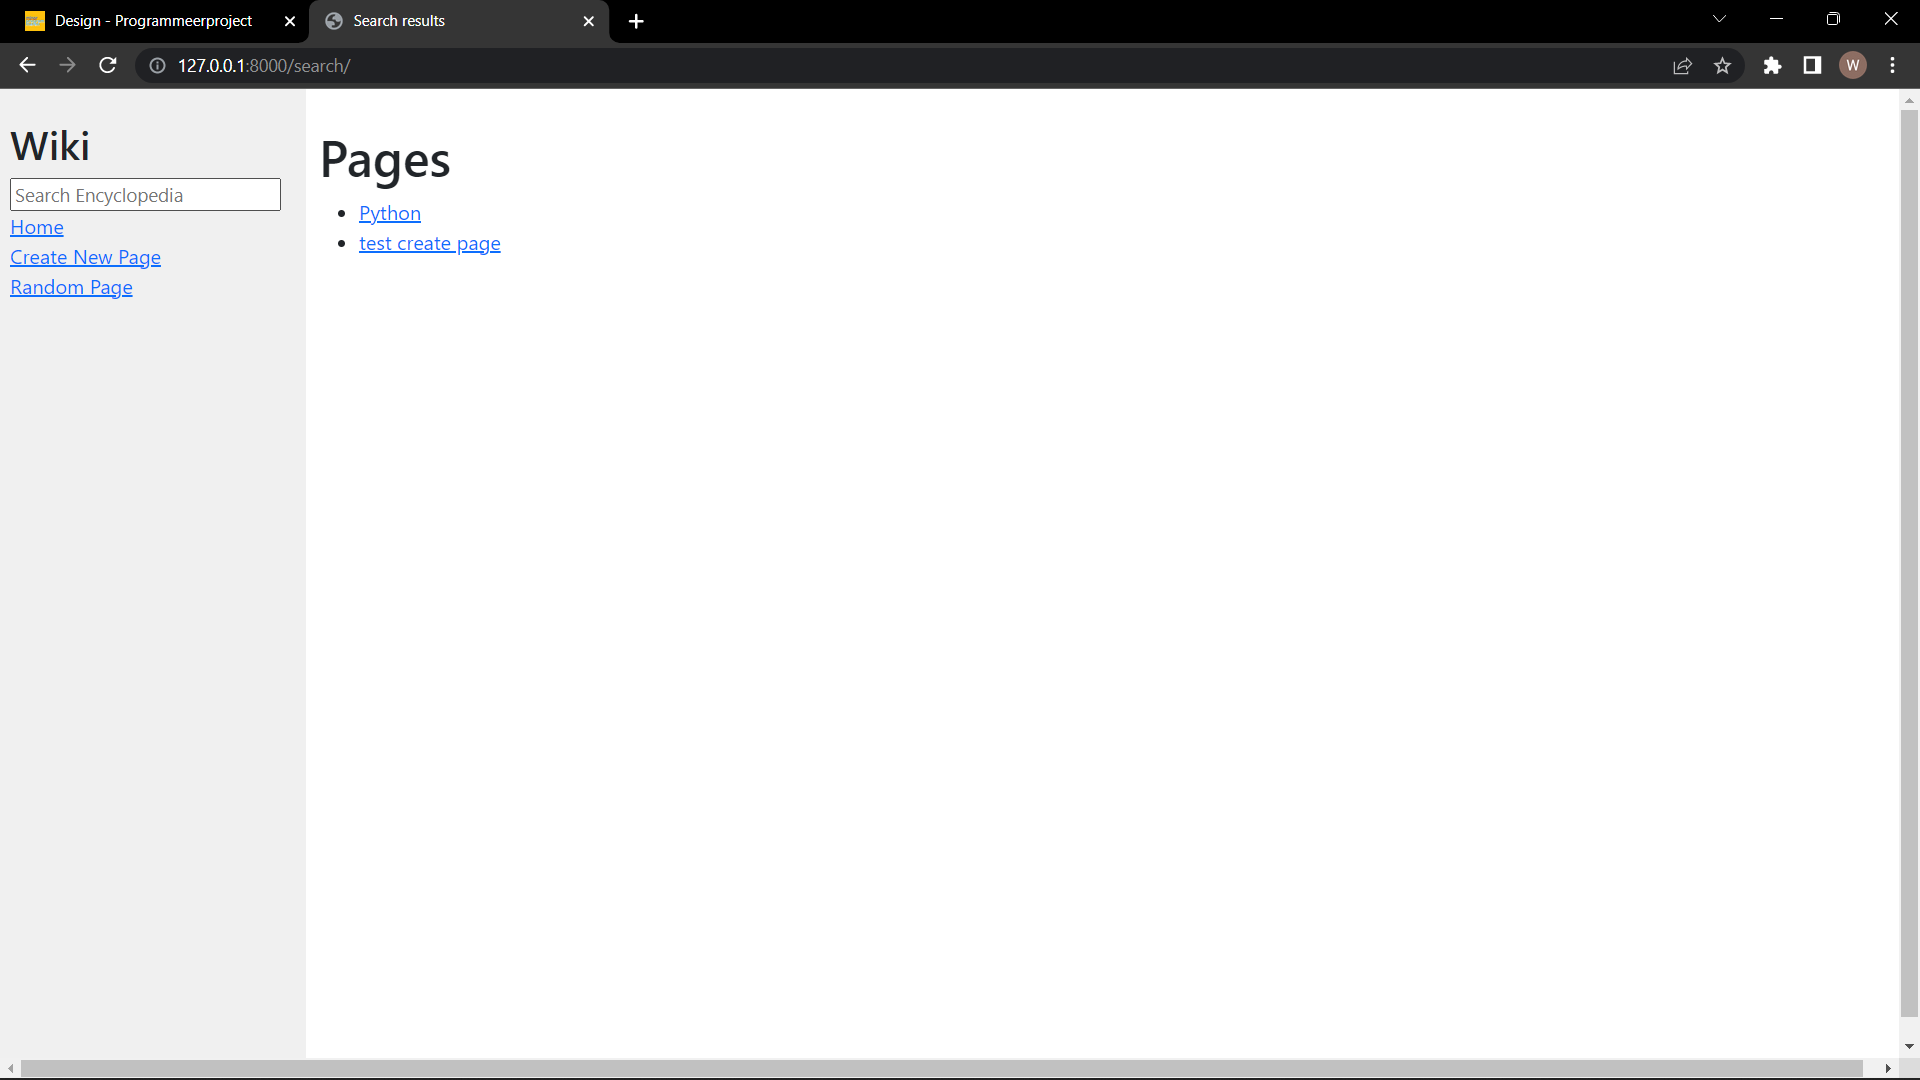 Design - Programmeerproject
Search results
127.0.0.1:8000/search/
W
Wiki
Search Encyclopedia
Home
Create New Page
Random Page
Pages
Python
test create page